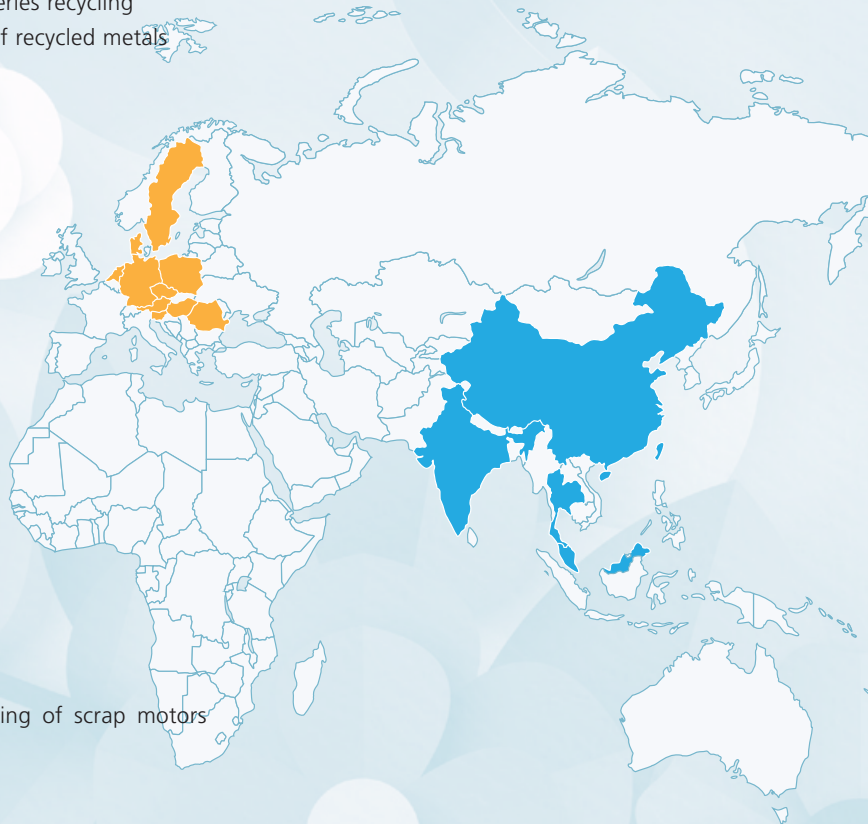 eries recycling
f recycled metals
ing of scrap motors